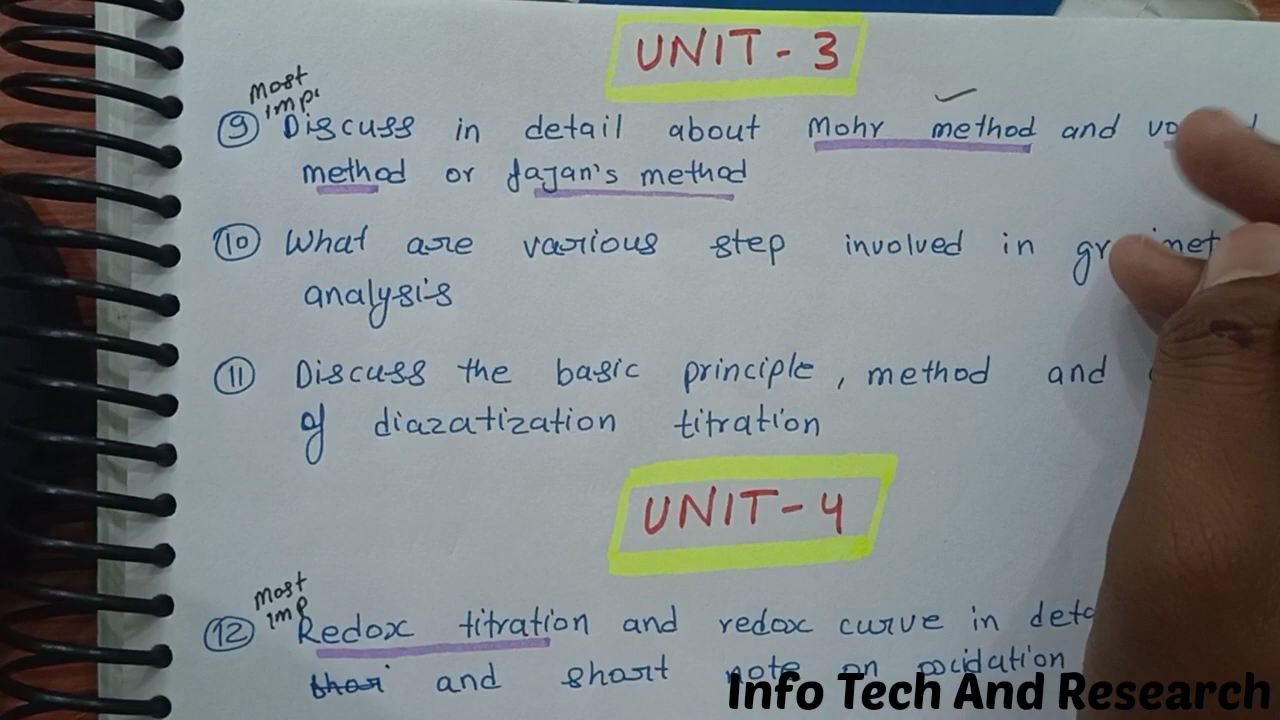 UNIT - 3
Most
imp.
9 Discuss in detail about Mohr method and
method or fajan's method
10 What are various step involved in
analysis
11 Discuss the basic principle, method and
of diazatization titration
UNIT - 4
Most
Imp
12 Redox titration and redox curve in
and short note on oxidation
Info Tech And Research